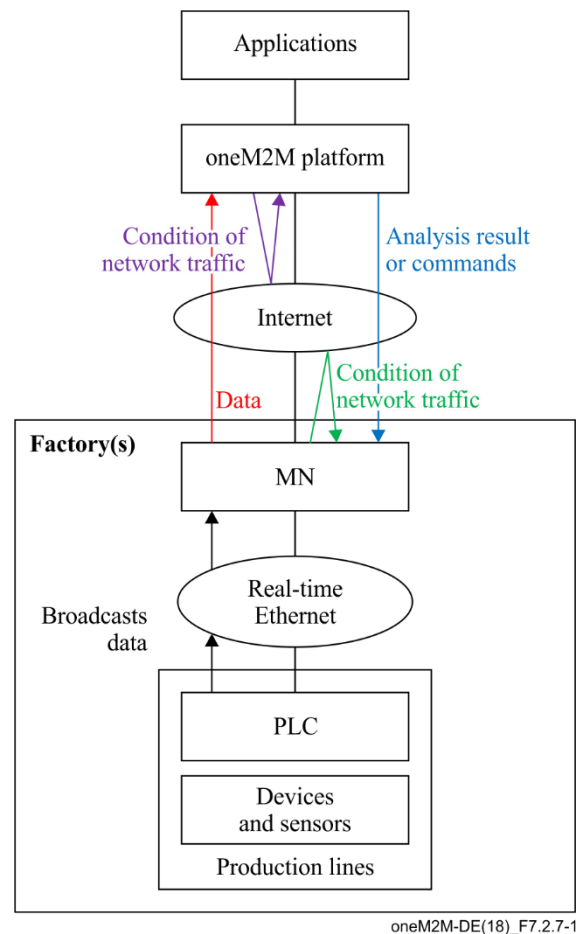 Applications
oneM2M platform
Condition of
network traffic
Analysis result
or commands
Internet
Condition of
network traffic
Data
Factory(s)
MN
Real-time
Ethernet
Broadcasts
data
PLC
Devices
and sensors
Production lines
oneM2M-DE(18)_F7.2.7-1